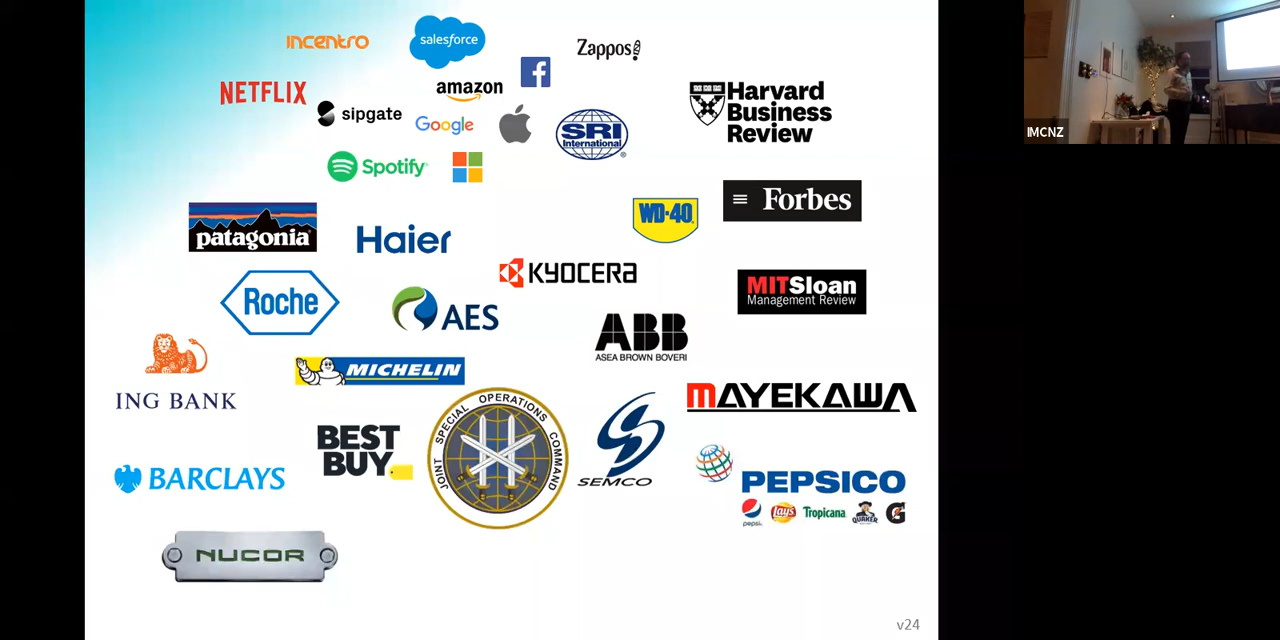 incentro
salesforce
Zappos
NETFLIX
amazon
sipgate
Google
SRI
International
®
Harvard
Business
Review
Spotify
patagonia
Haier
WD-40
Forbes
KYOCERA
Roche
AES
MITSloan
Management Review
ABB
ASEA BROWN BOVERI
ING BANK
MICHELIN
MAYEKAWA
BEST
BUY
JOINT SPECIAL OPERATIONS COMMAND
SEMCO
BARCLAYS
PEPSICO
pepsi
Lay's
Tropicana
QUAKER
G
NUCOR
v24
IMCNZ